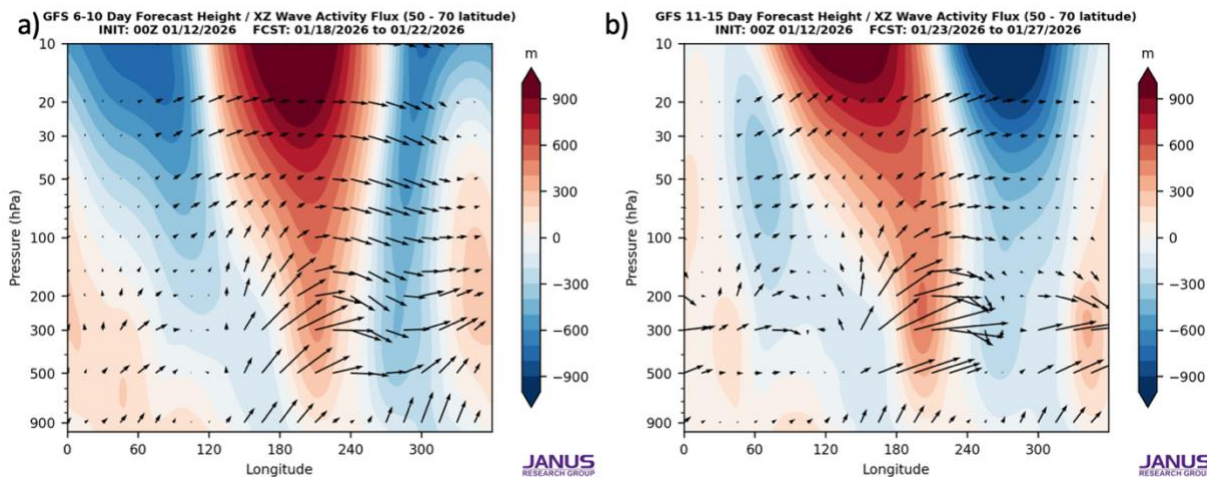 a)
GFS 6-10 Day Forecast Height / XZ Wave Activity Flux (50 - 70 latitude)
INIT: 00Z 01/12/2026 FCST: 01/18/2026 to 01/22/2026
10
20
30
50
100
200
300
500
900
Pressure (hPa)
0 60 120 180 240 300
Longitude
m
900
600
300
0
−300
−600
−900
JANUS
RESEARCH GROUP
b)
GFS 11-15 Day Forecast Height / XZ Wave Activity Flux (50 - 70 latitude)
INIT: 00Z 01/12/2026 FCST: 01/23/2026 to 01/27/2026
10
20
30
50
100
200
300
500
900
Pressure (hPa)
0 60 120 180 240 300
Longitude
m
900
600
300
0
−300
−600
−900
JANUS
RESEARCH GROUP